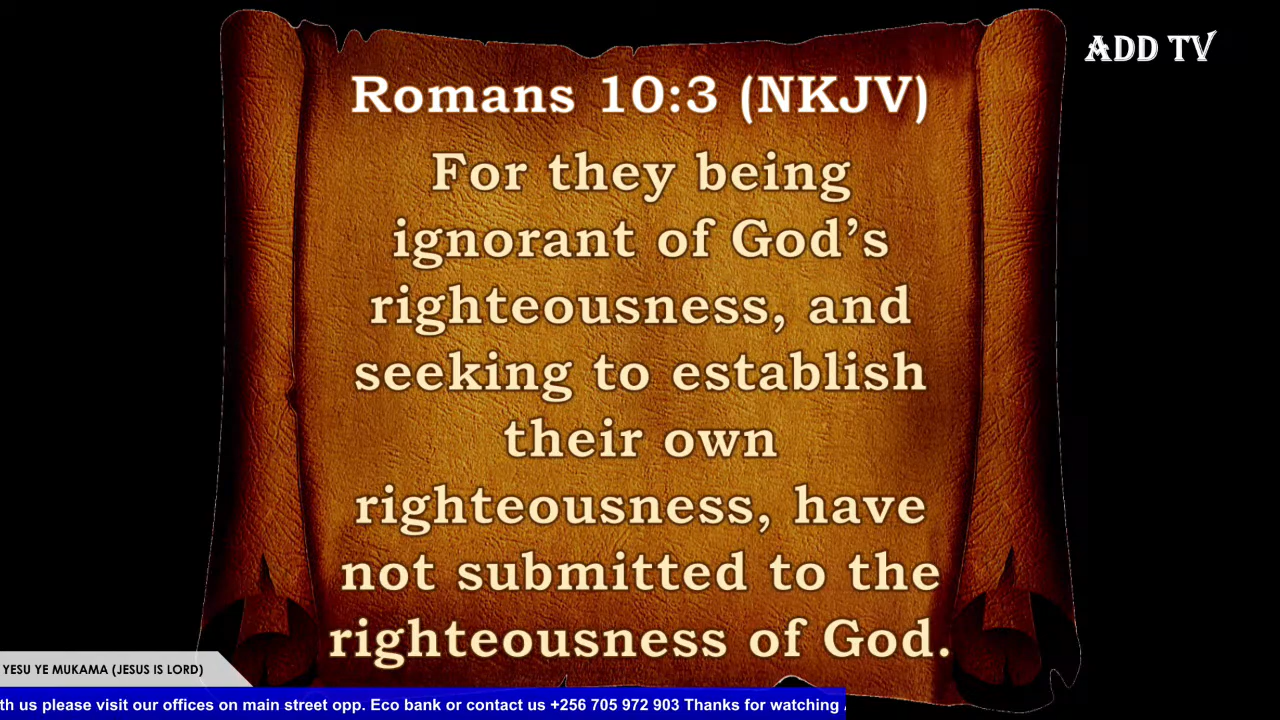 ADD TV
Romans 10:3 (NKJV)
For they being
ignorant of God’s
righteousness, and
seeking to establish
their own
righteousness, have
not submitted to the
righteousness of God.
YESU YE MUKAMA (JESUS IS LORD)
th us please visit our offices on main street opp. Eco bank or contact us +256 705 972 903 Thanks for watching